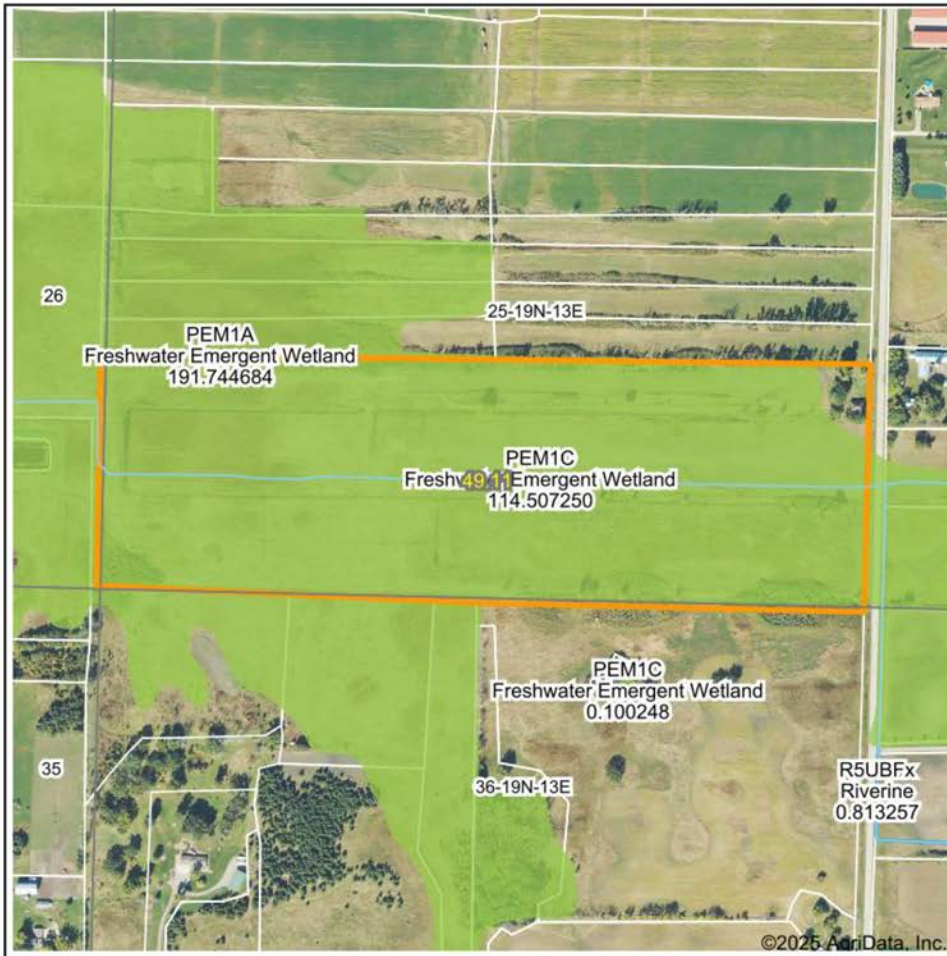 26
25-19N-13E
PEM1A
Freshwater Emergent Wetland
191.744684
PEM1C
Freshw 49.11 Emergent Wetland
114.507250
PEM1C
Freshwater Emergent Wetland
0.100248
35
36-19N-13E
R5UBFx
Riverine
0.813257
©2025 AgriData, Inc.